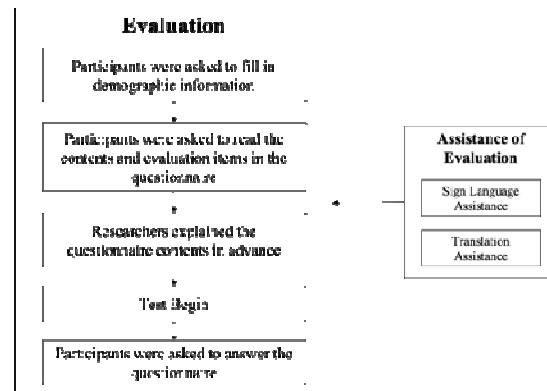 Evaluation
Participants were asked to fill in
demographic information
Participants were asked to read the
contents and evaluation items in the
questionnaire
Researchers explained the
questionnaire contents in advance
Test Begin
Participants were asked to answer the
questionnaire
Assistance of
Evaluation
Sign Language
Assistance
Translation
Assistance